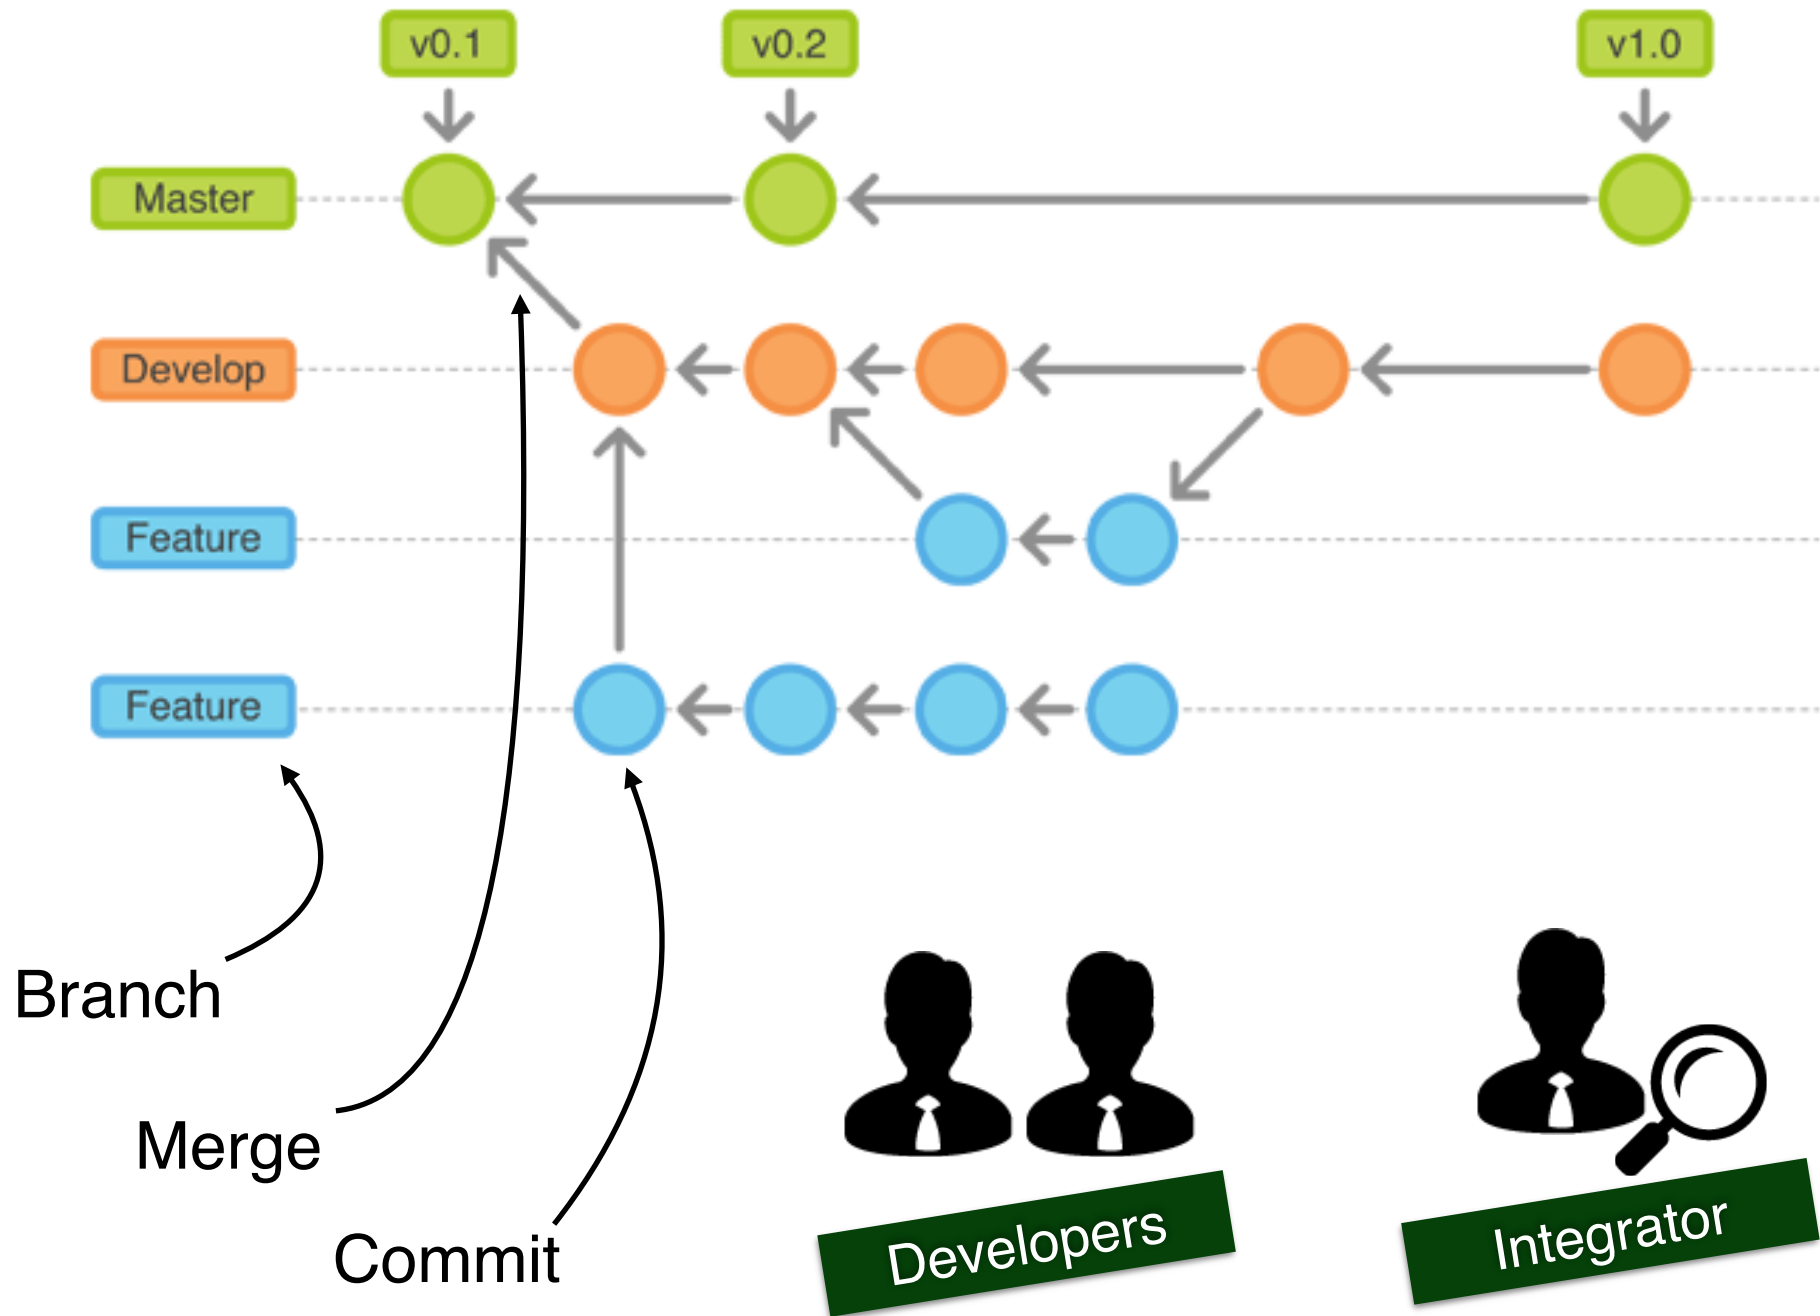 v0.1
v0.2
v1.0
Master
Develop
Feature
Feature
Branch
Merge
Commit
Developers
Integrator